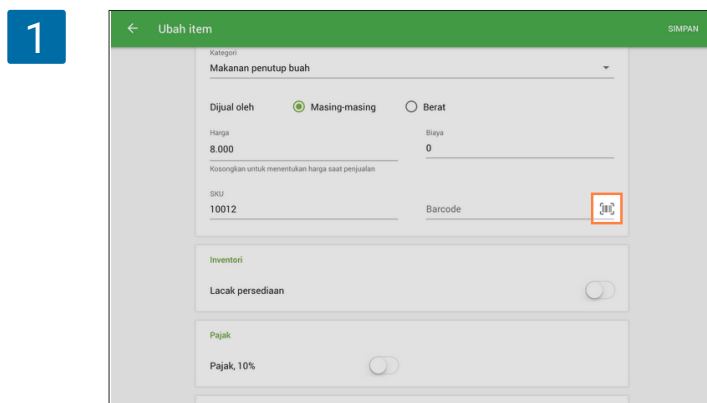 1
Ubah item
SIMPAN
Kategori
Makanan penutup buah
Dijual oleh Masing-masing Berat
Harga Biaya
8.000 0
Kosongkan untuk menentukan harga saat penjualan
SKU
10012 Barcode
Inventori
Lacak persediaan
Pajak
Pajak, 10%